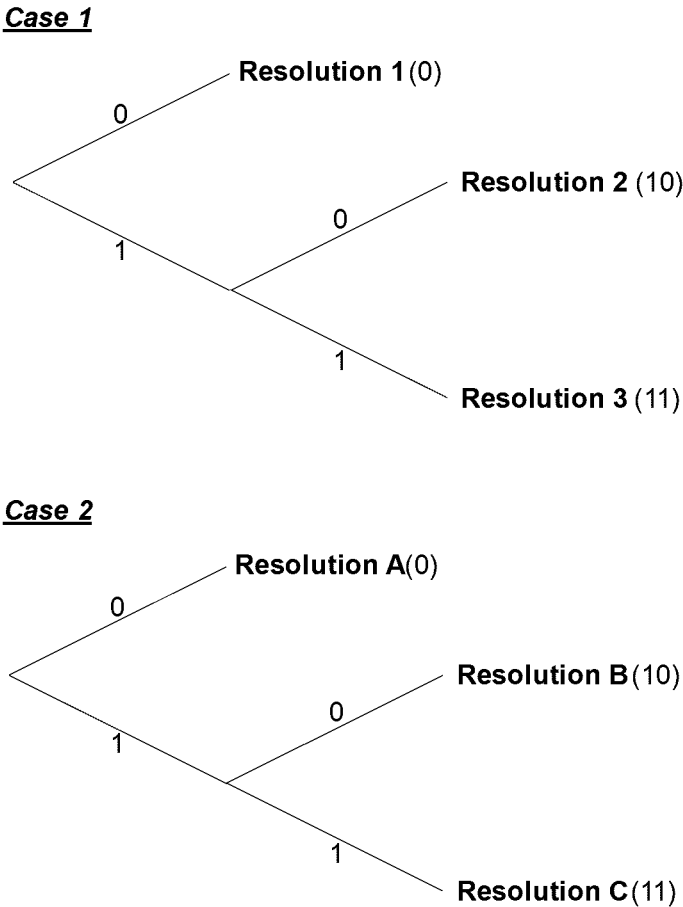 Case 1
Resolution 1 (0)
0
Resolution 2 (10)
0
1
1
Resolution 3 (11)
Case 2
Resolution A(0)
0
Resolution B(10)
0
1
1
Resolution C(11)